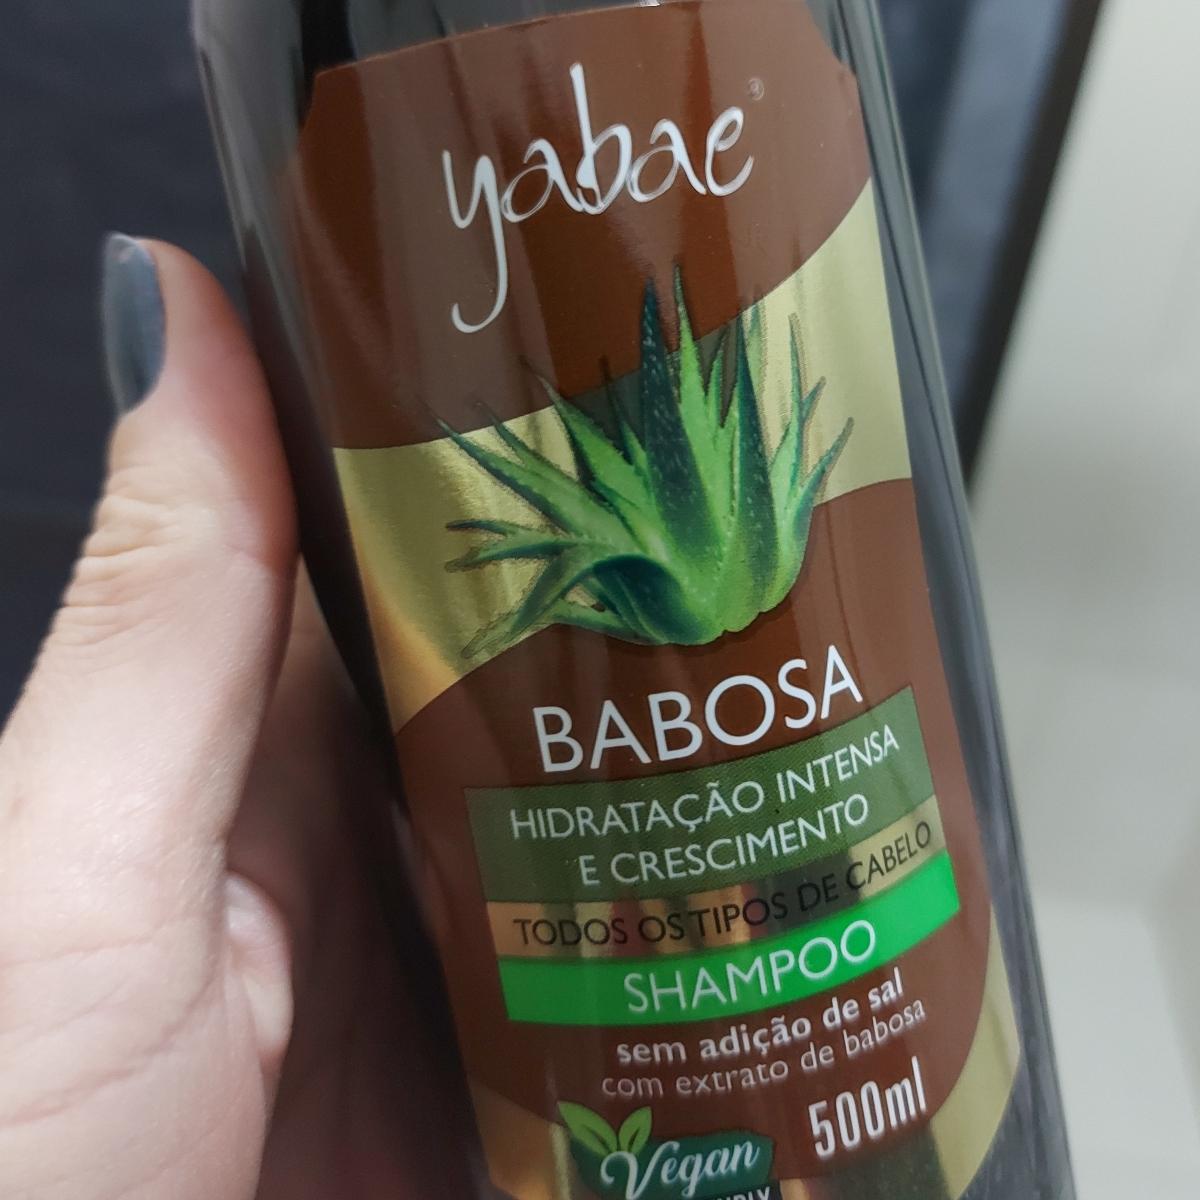 yabae®
BABOSA
HIDRATAÇÃO INTENSA
E CRESCIMENTO
TODOS OS TIPOS DE CABELO
SHAMPOO
sem adição de sal
com extrato de babosa
500ml
Vegan